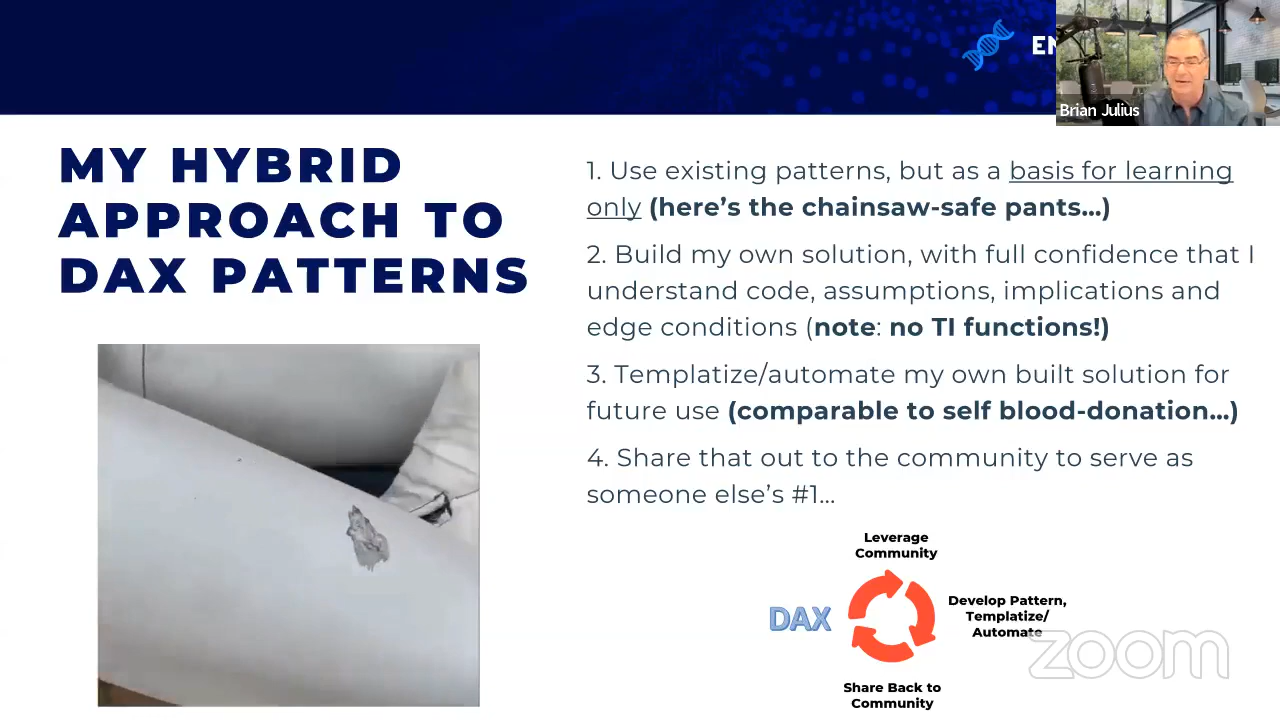 EN
Brian Julius
MY HYBRID
APPROACH TO
DAX PATTERNS
1. Use existing patterns, but as a basis for learning
only (here’s the chainsaw-safe pants…)
2. Build my own solution, with full confidence that I
understand code, assumptions, implications and
edge conditions (note: no TI functions!)
3. Templatize/automate my own built solution for
future use (comparable to self blood-donation…)
4. Share that out to the community to serve as
someone else’s #1…
Leverage
Community
DAX
Develop Pattern,
Templatize/
Automate
Share Back to
Community
zoom